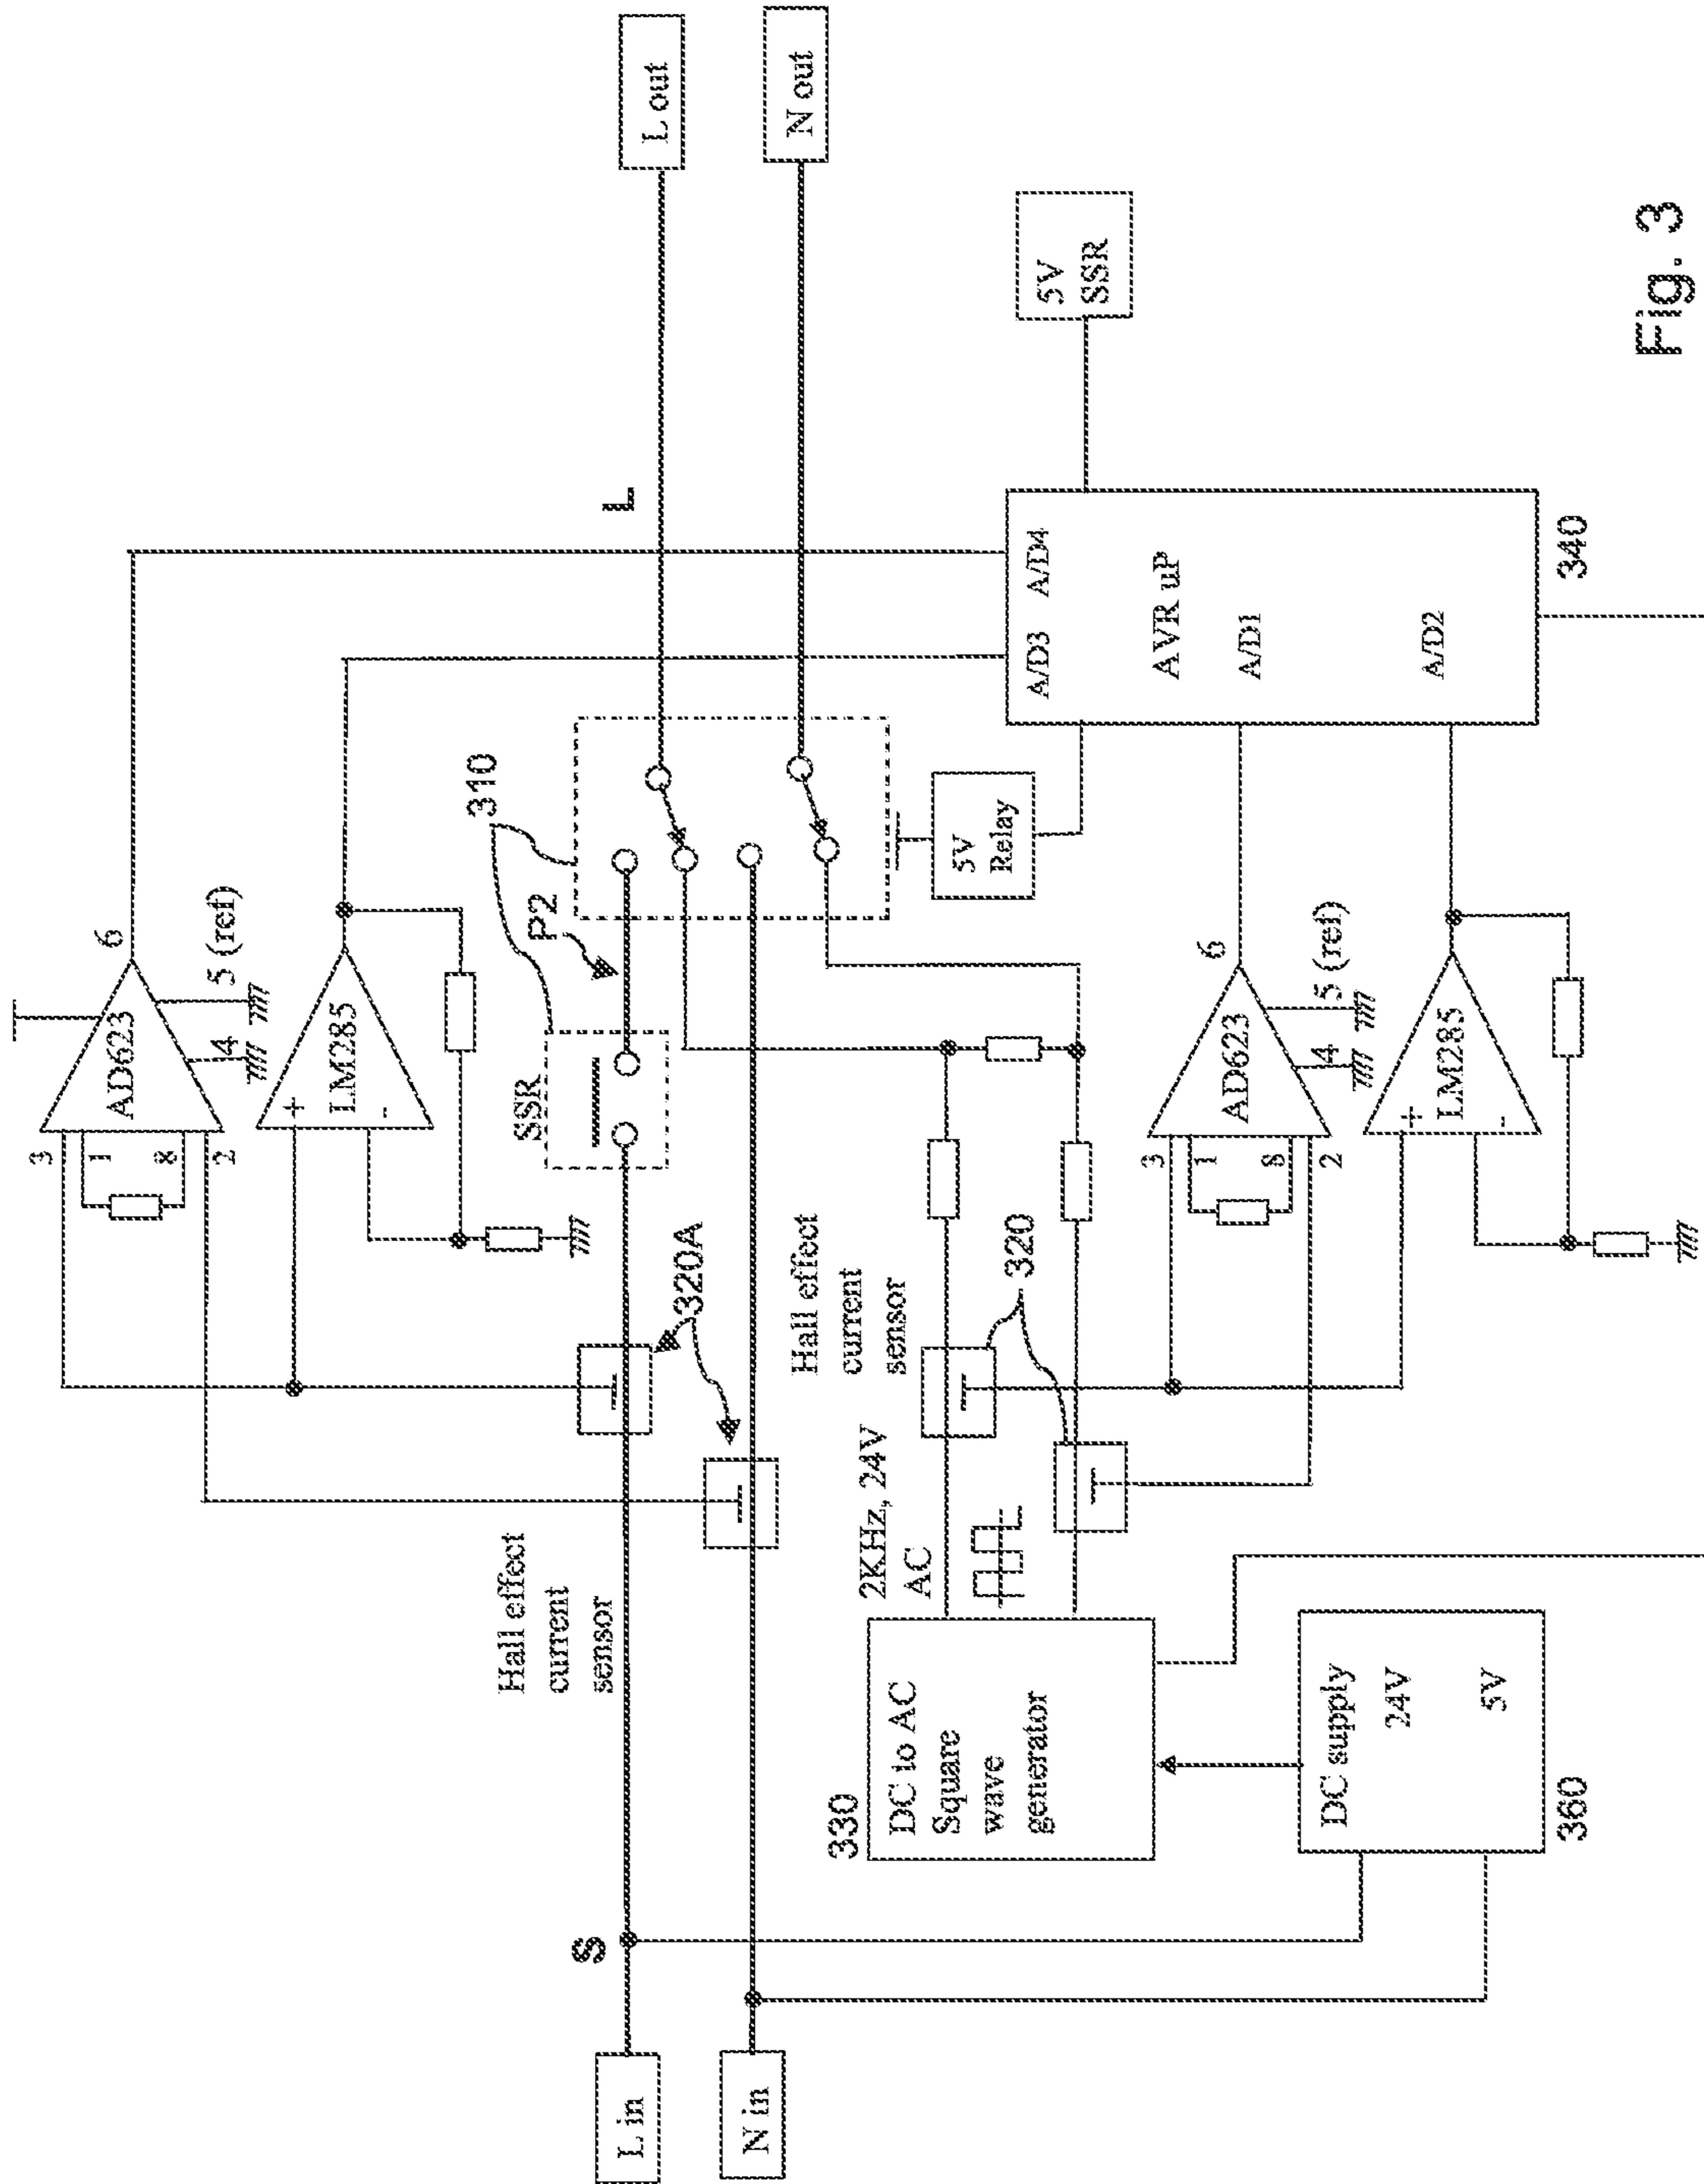 AD623
3
1
8
2
6
4
5 (ref)
LM285
+
-
310
P2
SSR
L
L out
N out
320A
Hall effect
current
sensor
Hall effect
current
sensor
S
L in
N in
2KHz, 24V
AC
320
330
DC to AC
Square
wave
generator
DC supply
24V
5V
360
5V
Relay
AD623
3
1
8
2
6
4
5 (ref)
LM285
+
-
A/D3
A/D4
AVR uP
A/D1
A/D2
340
5V
SSR
Fig. 3